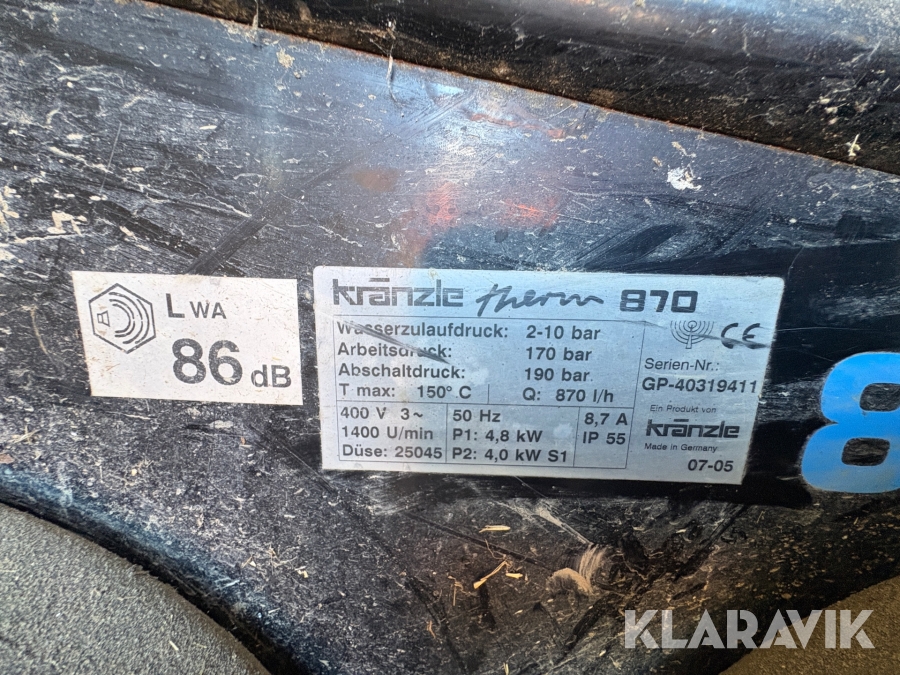 LWA
86 dB
Kränzle therm 870
Wasserzulaufdruck: 2-10 bar
Arbeitsdruck: 170 bar
Abschaltdruck: 190 bar
T max: 150° C Q: 870 l/h
400 V 3~ 50 Hz 8,7 A
1400 U/min P1: 4,8 kW IP 55
Düse: 25045 P2: 4,0 kW S1
CE
Serien-Nr.:
GP-40319411
Ein Produkt von
Kränzle
Made in Germany
07-05
8
KLARAVIK